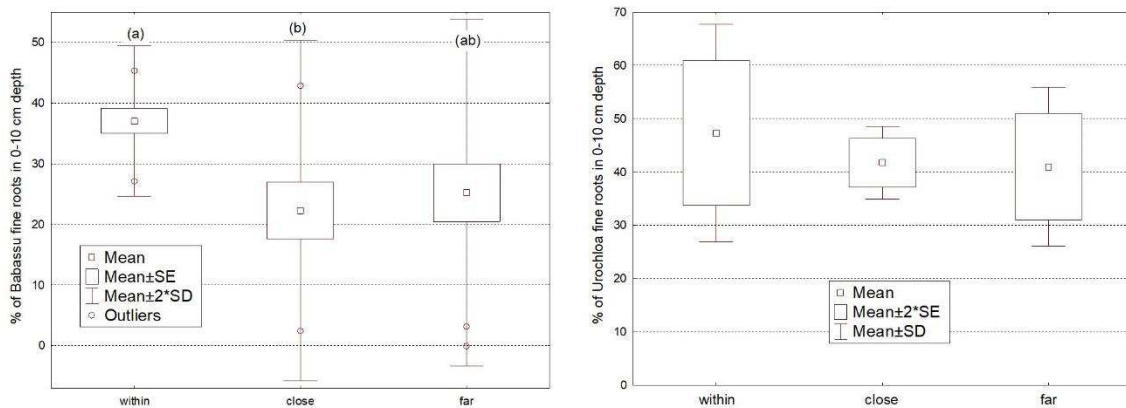 % of Babassu fine roots in 0-10 cm depth
50
40
30
20
10
0
(a)
(b)
(ab)
Mean
Mean±SE
Mean±2*SD
Outliers
within
close
far
% of Urochloa fine roots in 0-10 cm depth
70
60
50
40
30
20
10
0
Mean
Mean±2*SE
Mean±SD
within
close
far